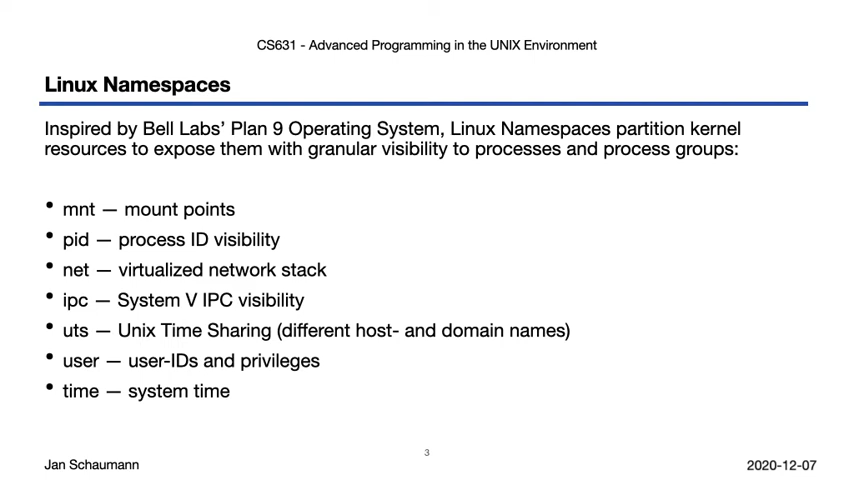 CS631 - Advanced Programming in the UNIX Environment
Linux Namespaces
Inspired by Bell Labs’ Plan 9 Operating System, Linux Namespaces partition kernel
resources to expose them with granular visibility to processes and process groups:
• mnt — mount points
• pid — process ID visibility
• net — virtualized network stack
• ipc — System V IPC visibility
• uts — Unix Time Sharing (different host- and domain names)
• user — user-IDs and privileges
• time — system time
3
Jan Schaumann
2020-12-07